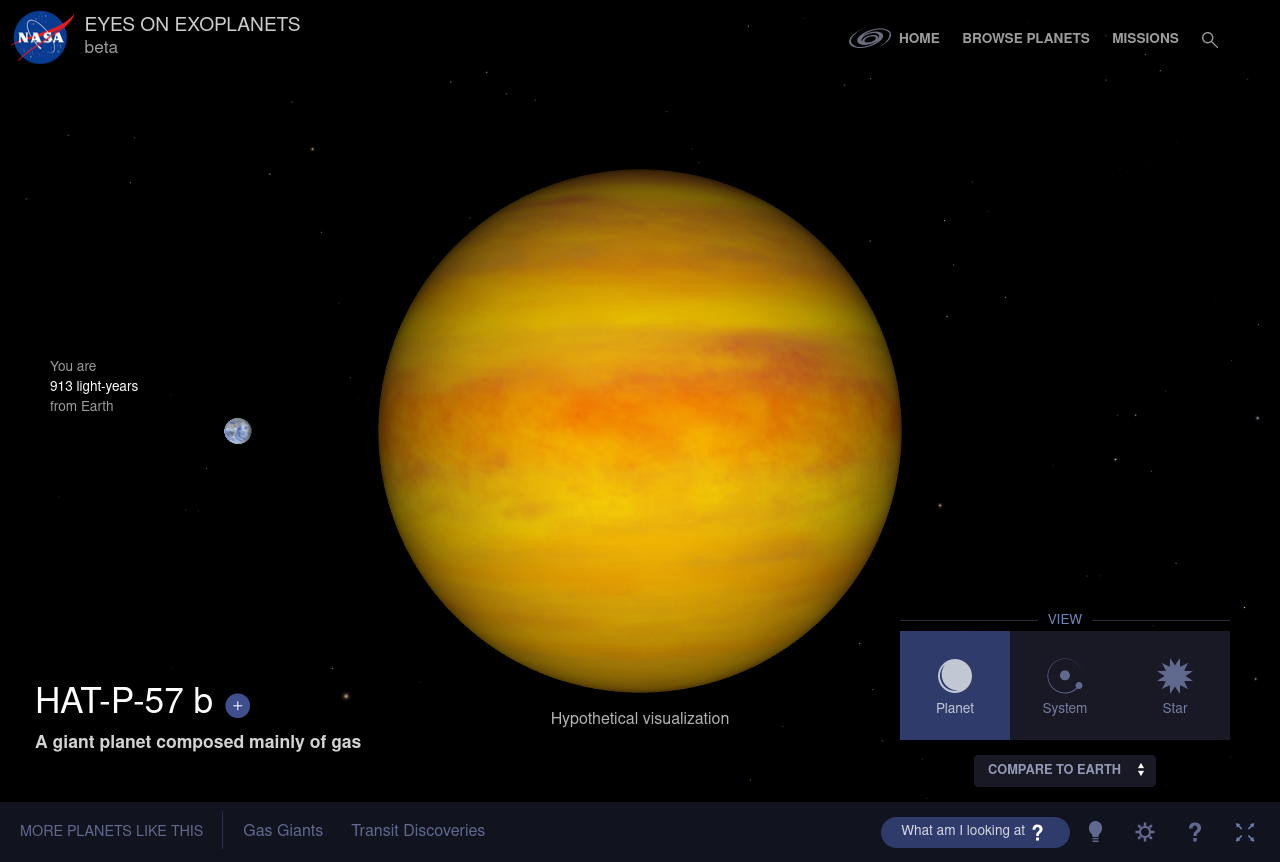 NASA
EYES ON EXOPLANETS
beta
HOME
BROWSE PLANETS
MISSIONS
You are
913 light-years
from Earth
HAT-P-57 b +
A giant planet composed mainly of gas
Hypothetical visualization
VIEW
Planet
System
Star
COMPARE TO EARTH
MORE PLANETS LIKE THIS
Gas Giants
Transit Discoveries
What am I looking at ?
?